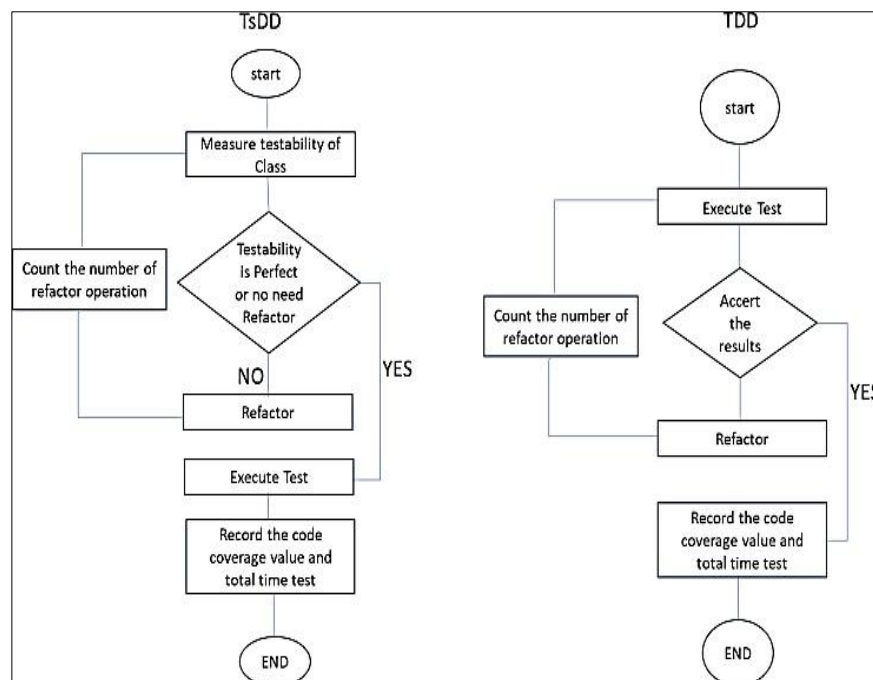 TsDD
start
Measure testability of
Class
Testability
is Perfect
or no need
Refactor
Count the number of
refactor operation
NO
YES
Refactor
Execute Test
Record the code
coverage value and
total time test
END
TDD
start
Execute Test
Accert
the
results
Count the number of
refactor operation
YES
Refactor
Record the code
coverage value and
total time test
END